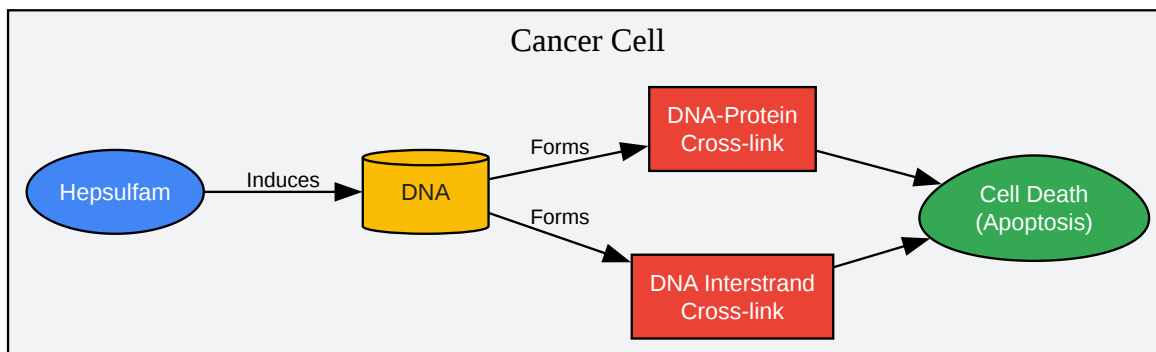 Cancer Cell
Hepsulfam
Induces
DNA
Forms
DNA-Protein
Cross-link
Forms
DNA Interstrand
Cross-link
Cell Death
(Apoptosis)